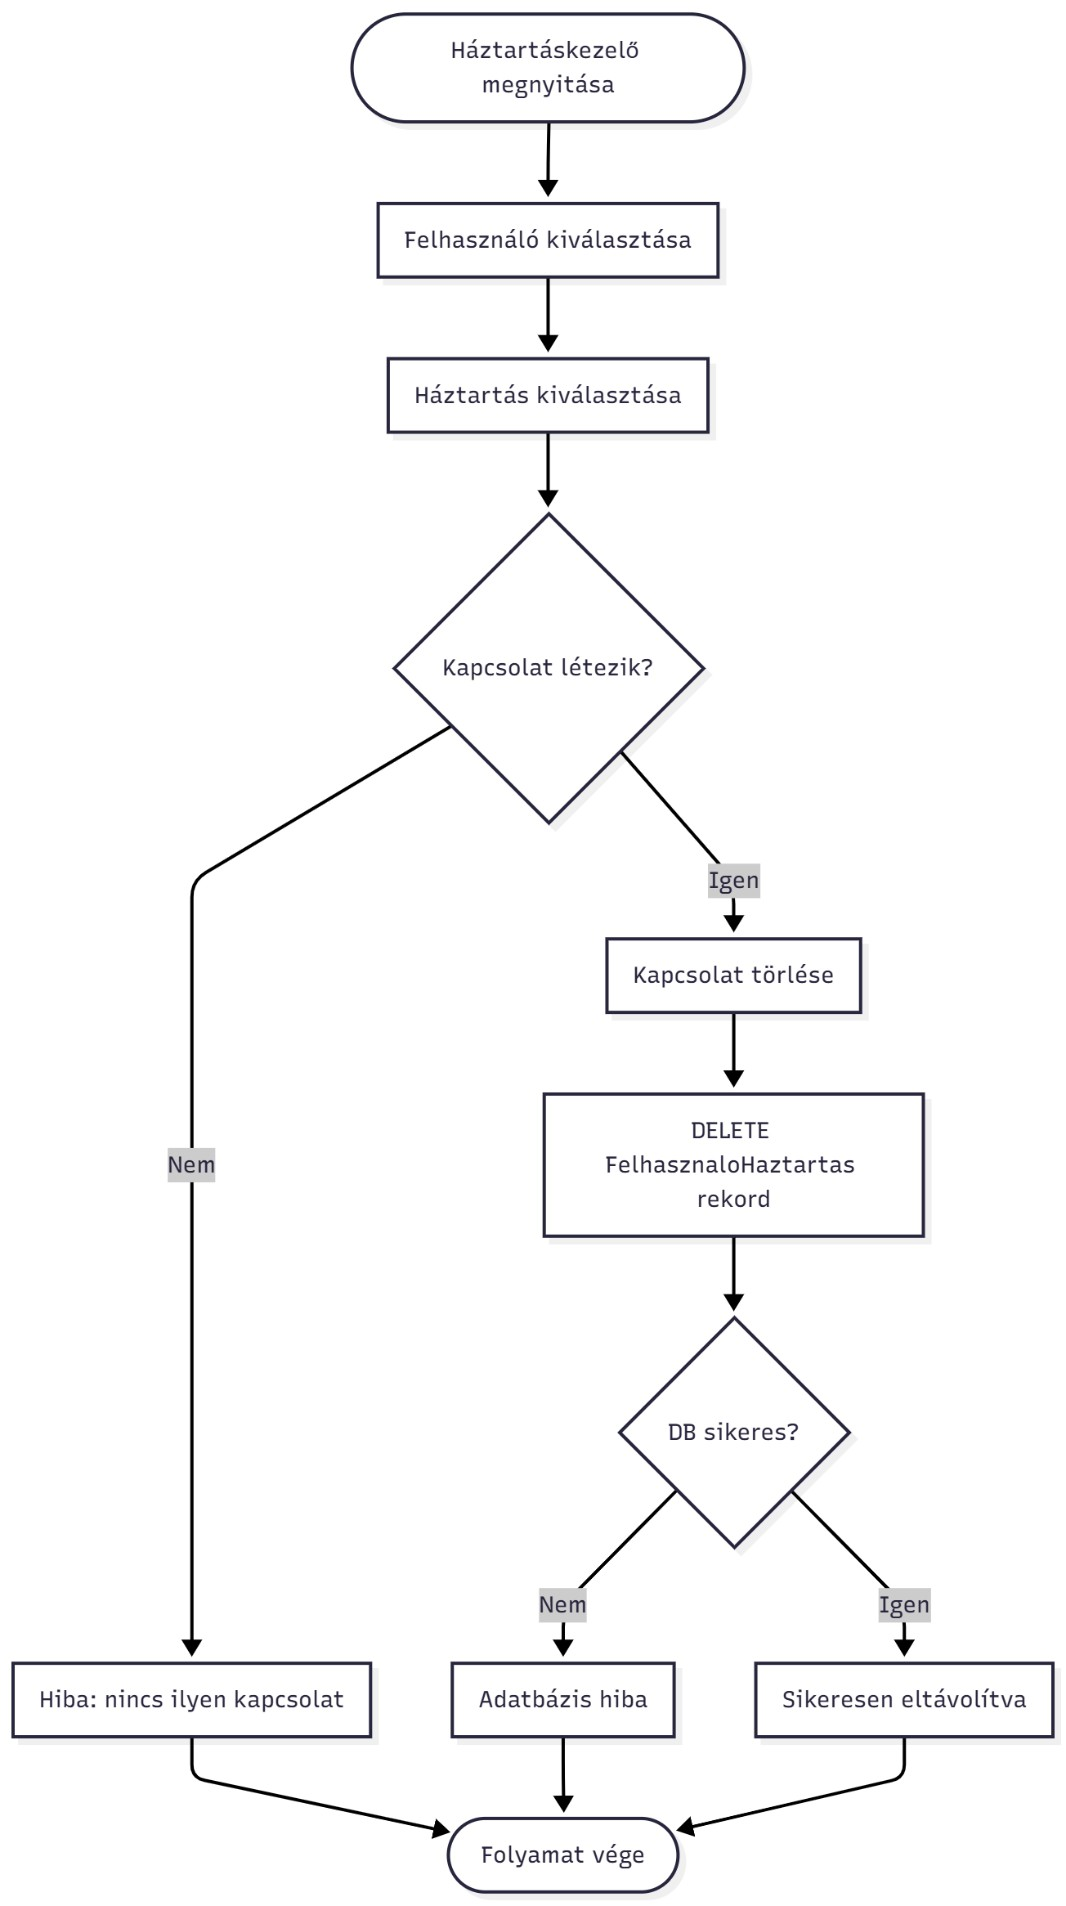 Háztartáskezelő
megnyitása
Felhasználó kiválasztása
Háztartás kiválasztása
Kapcsolat létezik?
Igen
Kapcsolat törlése
DELETE
FelhasznaloHaztartas
rekord
Nem
DB sikeres?
Nem
Igen
Hiba: nincs ilyen kapcsolat
Adatbázis hiba
Sikeresen eltávolítva
Folyamat vége